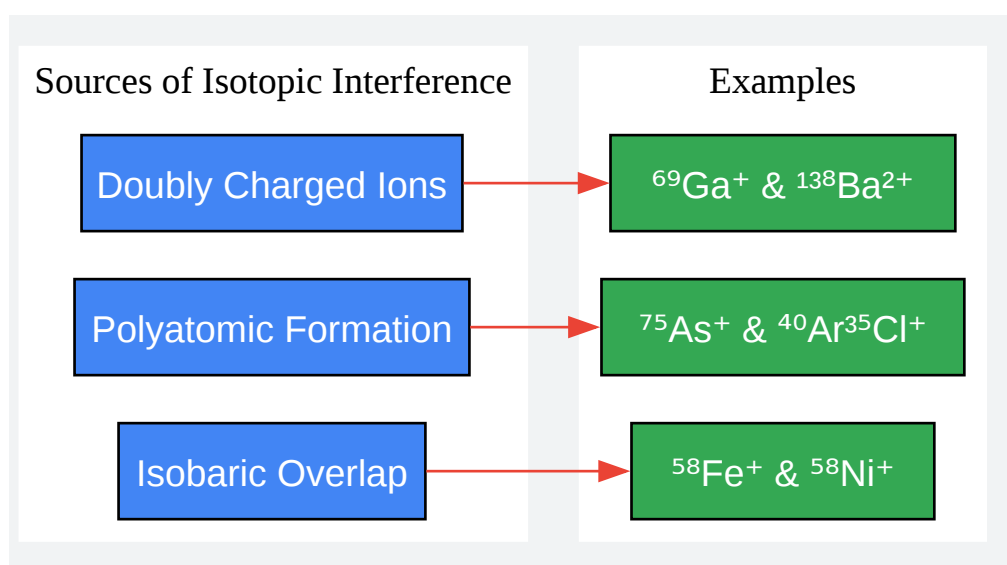 Sources of Isotopic Interference
Examples
Doubly Charged Ions
⁶⁹Ga⁺ & ¹³⁸Ba²⁺
Polyatomic Formation
⁷⁵As⁺ & ⁴⁰Ar³⁵Cl⁺
Isobaric Overlap
⁵⁸Fe⁺ & ⁵⁸Ni⁺